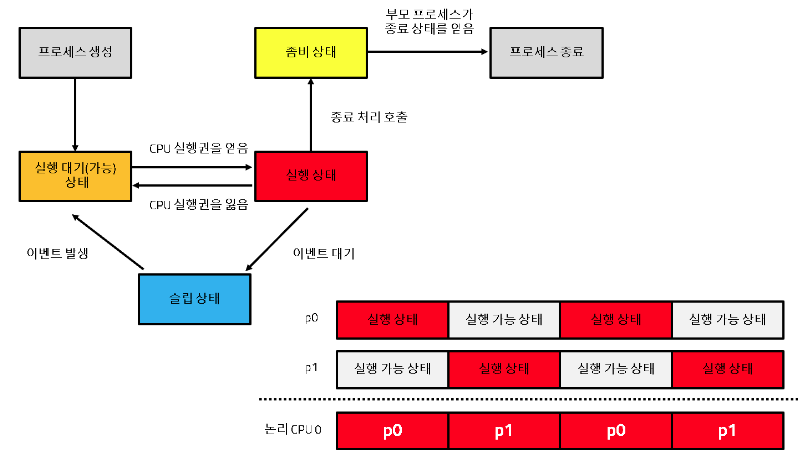 부모 프로세스가
종료 상태를 얻음
프로세스 생성
좀비 상태
프로세스 종료
종료 처리 호출
CPU 실행권을 얻음
실행 대기(가능)
상태
실행 상태
CPU 실행권을 잃음
이벤트 발생
이벤트 대기
슬립 상태
p0 실행 상태 실행 가능 상태 실행 상태 실행 가능 상태
p1 실행 가능 상태 실행 상태 실행 가능 상태 실행 상태
논리 CPU 0 p0 p1 p0 p1